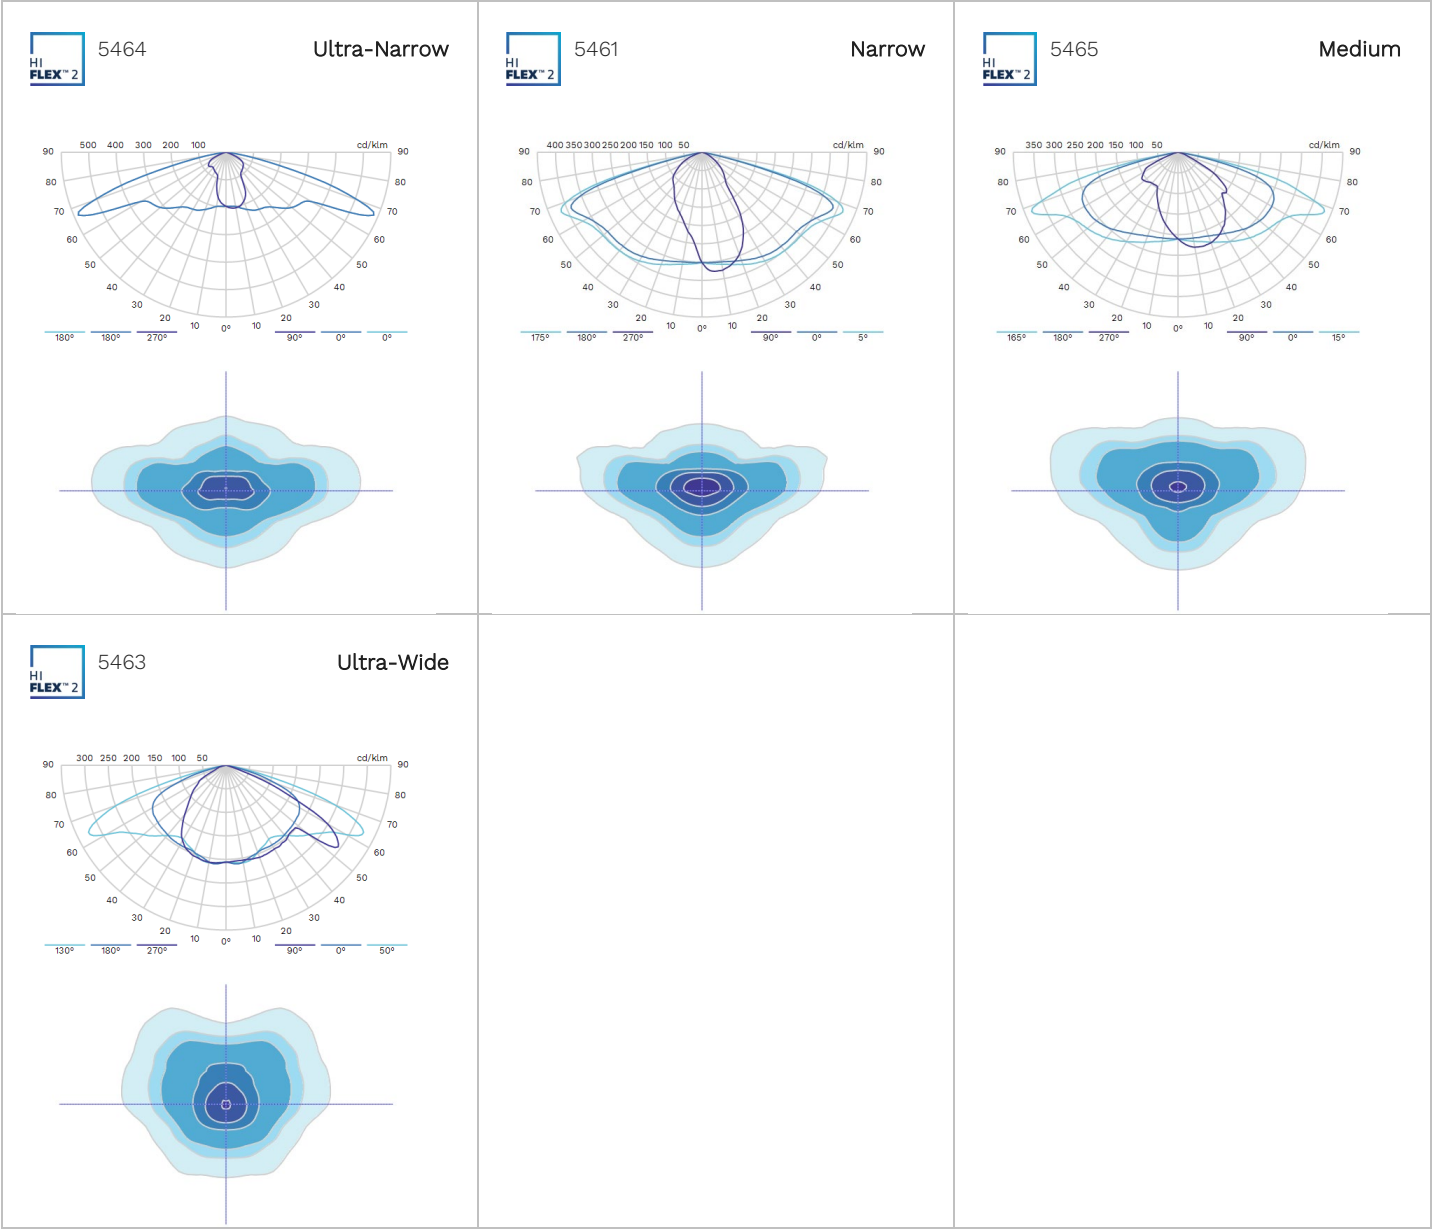 HI
FLEX™ 2
5464
Ultra-Narrow
90 500 400 300 200 100 cd/klm 90
80 80
70 70
60 60
50 50
40 40
30 30
20 10 0° 10 20
180° 180° 270° 90° 0° 0°
HI
FLEX™ 2
5461
Narrow
90 400 350 300 250 200 150 100 50 cd/klm 90
80 80
70 70
60 60
50 50
40 40
30 30
20 10 0° 10 20
175° 180° 270° 90° 0° 5°
HI
FLEX™ 2
5465
Medium
90 350 300 250 200 150 100 50 cd/klm 90
80 80
70 70
60 60
50 50
40 40
30 30
20 10 0° 10 20
165° 180° 270° 90° 0° 15°
HI
FLEX™ 2
5463
Ultra-Wide
90 300 250 200 150 100 50 cd/klm 90
80 80
70 70
60 60
50 50
40 40
30 30
20 10 0° 10 20
130° 180° 270° 90° 0° 50°